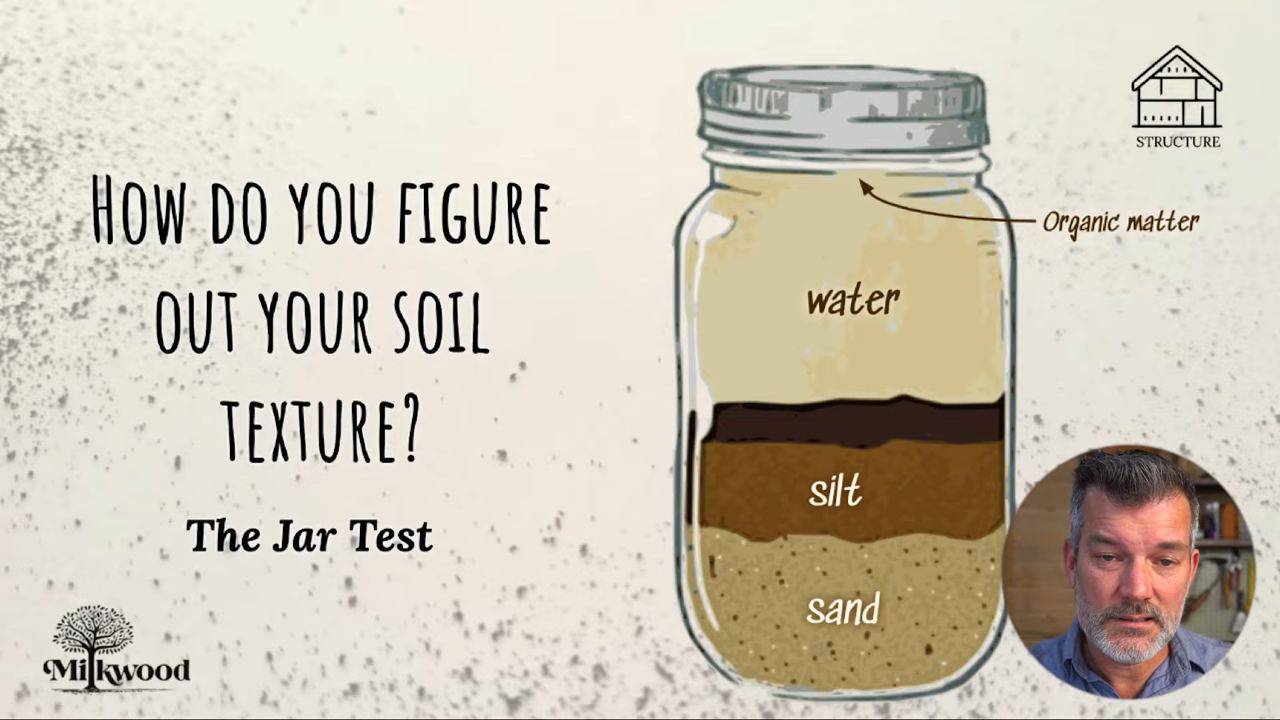 How do you figure
out your soil
texture?
The Jar Test
Milkwood
STRUCTURE
Organic matter
water
silt
sand